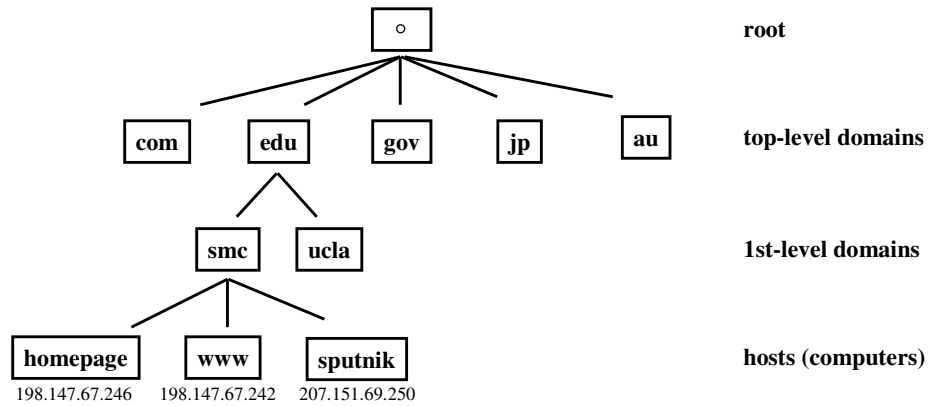 root
com edu gov jp au top-level domains
smc ucla 1st-level domains
homepage www sputnik hosts (computers)
198.147.67.246 198.147.67.242 207.151.69.250